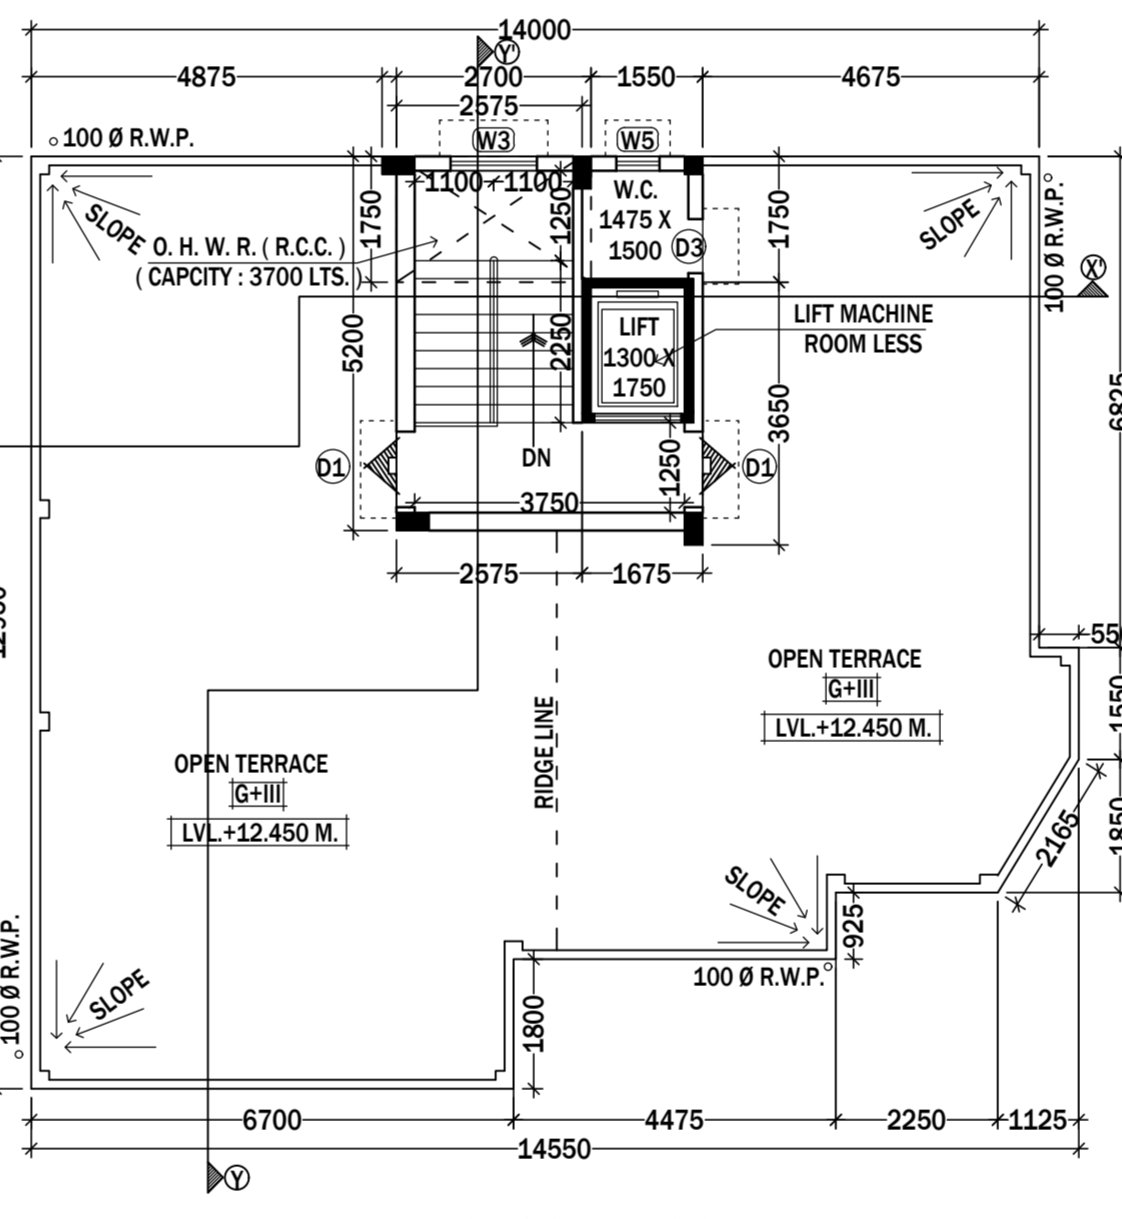 14000
Y'
4875
2700
1550
4675
2575
100 Ø R.W.P.
W3
W5
1100
1100
W.C.
1475 X
1500
D3
1750
1250
1750
SLOPE
SLOPE
O. H. W. R. ( R.C.C. )
( CAPCITY : 3700 LTS. )
100 Ø R.W.P.
X'
LIFT MACHINE
ROOM LESS
LIFT
1300 X
1750
5200
2250
3650
6825
D1
DN
1250
D1
3750
2575
1675
OPEN TERRACE
G+III
LVL.+12.450 M.
1550
RIDGE LINE
OPEN TERRACE
G+III
LVL.+12.450 M.
2165
1850
SLOPE
925
100 Ø R.W.P.
100 Ø R.W.P.
SLOPE
1800
6700
4475
2250
1125
14550
Y